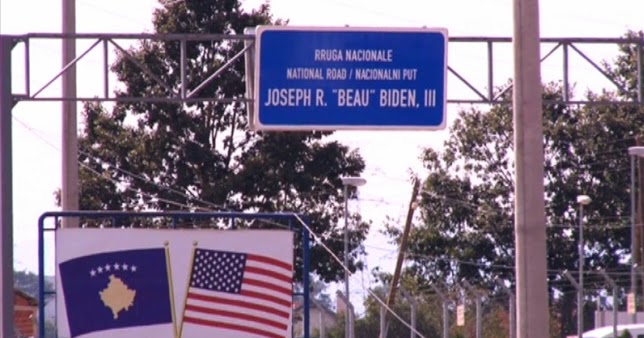 RRUGA NACIONALE
NATIONAL ROAD / NACIONALNI PUT
JOSEPH R. "BEAU" BIDEN, III